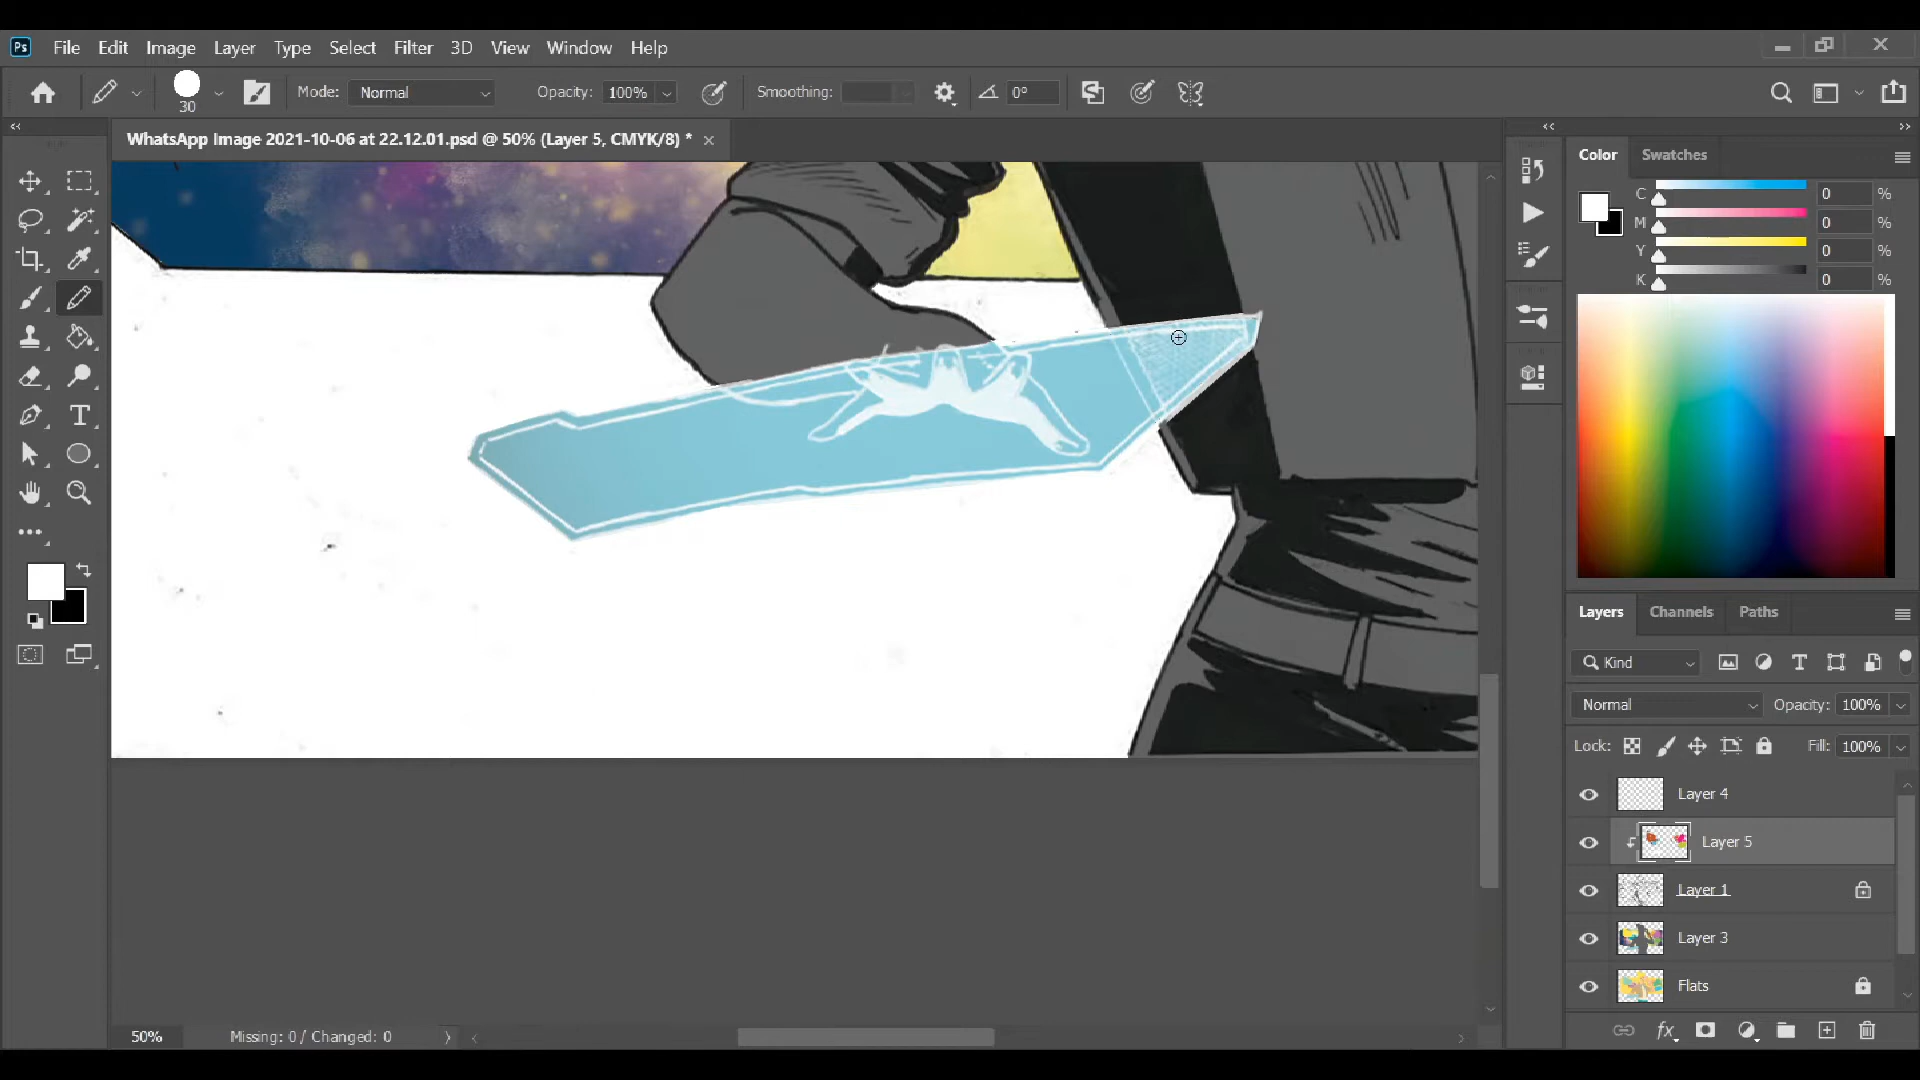 Ps File Edit Image Layer Type Select Filter 3D View Window Help
30 Mode: Normal Opacity: 100% Smoothing: 0°
WhatsApp Image 2021-10-06 at 22.12.01.psd @ 50% (Layer 5, CMYK/8) * ×
Color Swatches
C 0 %
M 0 %
Y 0 %
K 0 %
T
Layers Channels Paths
Kind
Normal Opacity: 100%
Lock: Fill: 100%
Layer 4
Layer 5
Layer 1
Layer 3
Flats
fx
50% Missing: 0 / Changed: 0